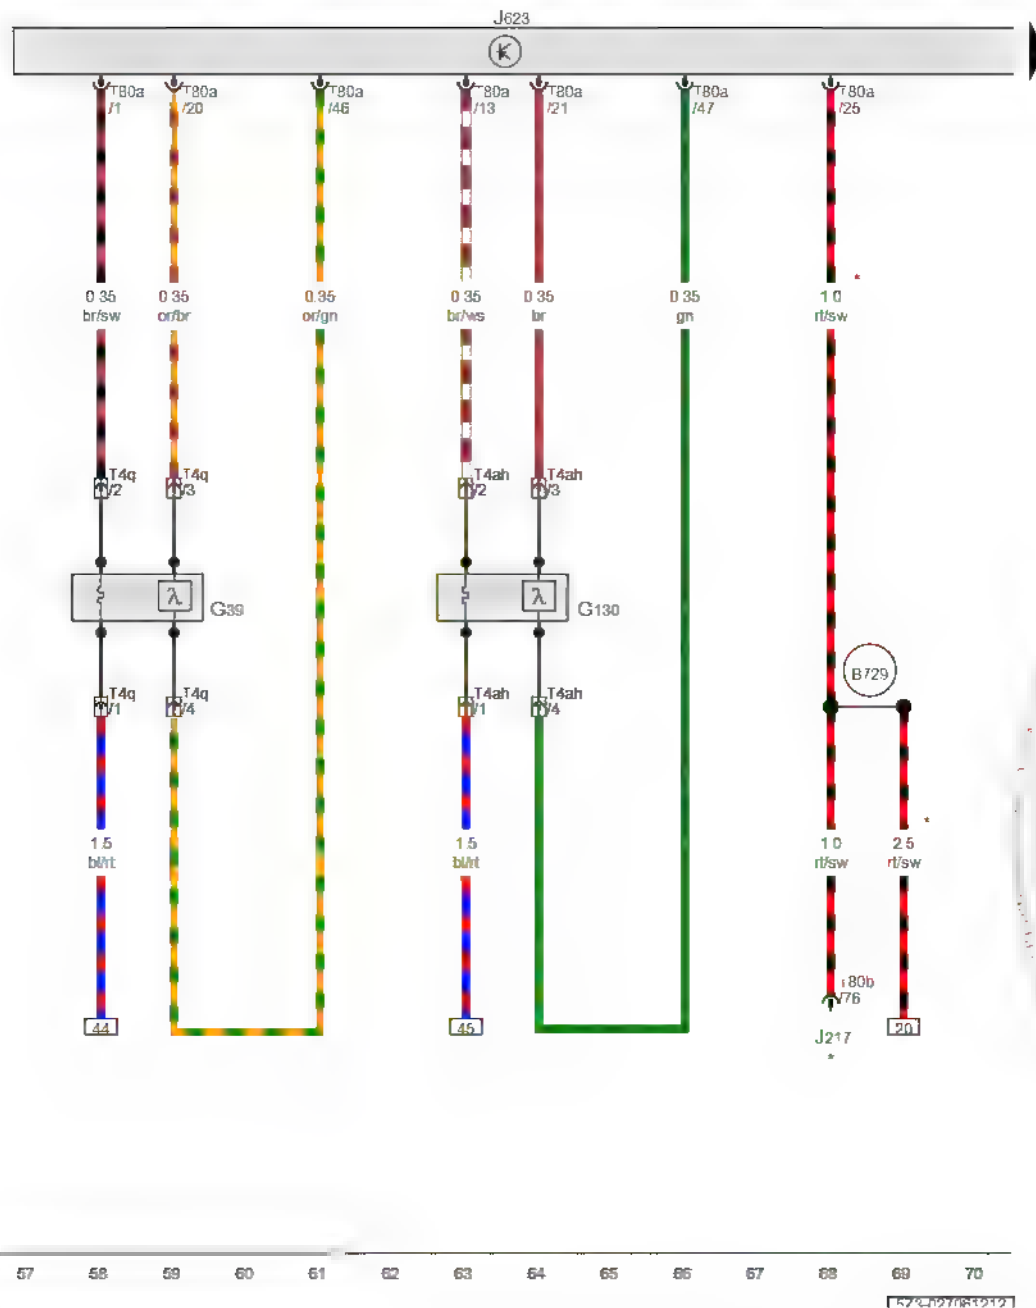 J623
K
T80a /1
T80a /20
T80a /46
T80a /13
T80a /21
T80a /47
T80a /25
0.35 br/sw
0.35 or/br
0.35 or/gn
0.35 br/ws
0.35 br
0.35 gn
1.0 rt/sw
*
T4q /2
T4q /3
T4ah /2
T4ah /3
λ
G39
λ
G130
T4q /1
T4q /4
T4ah /1
T4ah /4
B729
1.5 bl/rt
1.5 bl/rt
1.0 rt/sw
2.5 rt/sw
*
T80b /76
44
45
J217
*
20
57 58 59 60 61 62 63 64 65 66 67 68 69 70
573-027061212